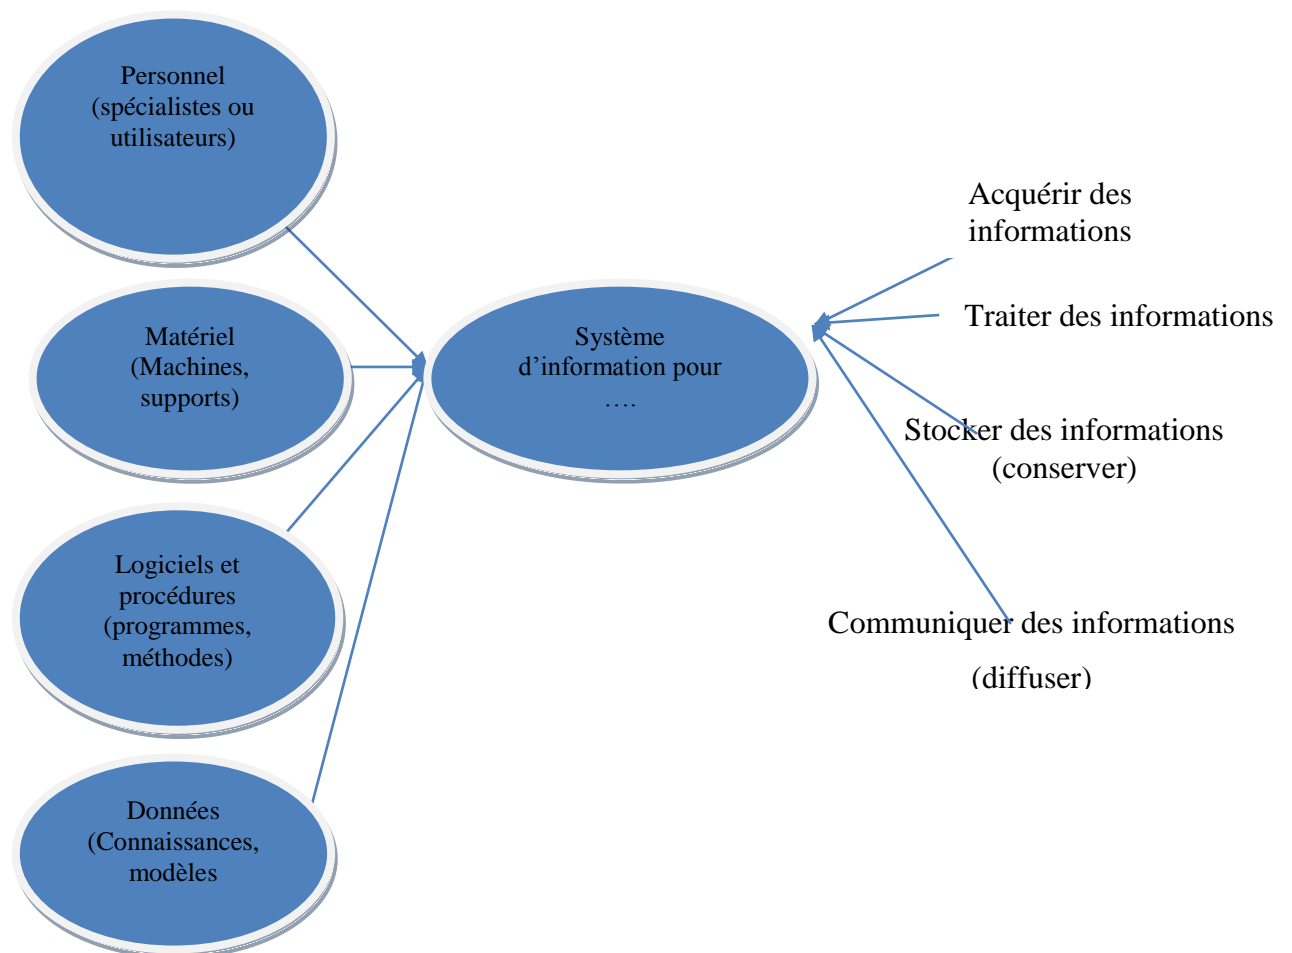 Personnel
(spécialistes ou
utilisateurs)
Matériel
(Machines,
supports)
Logiciels et
procédures
(programmes,
méthodes)
Données
(Connaissances,
modèles
Système
d’information pour
….
Acquérir des
informations
Traiter des informations
Stocker des informations
(conserver)
Communiquer des informations
(diffuser)